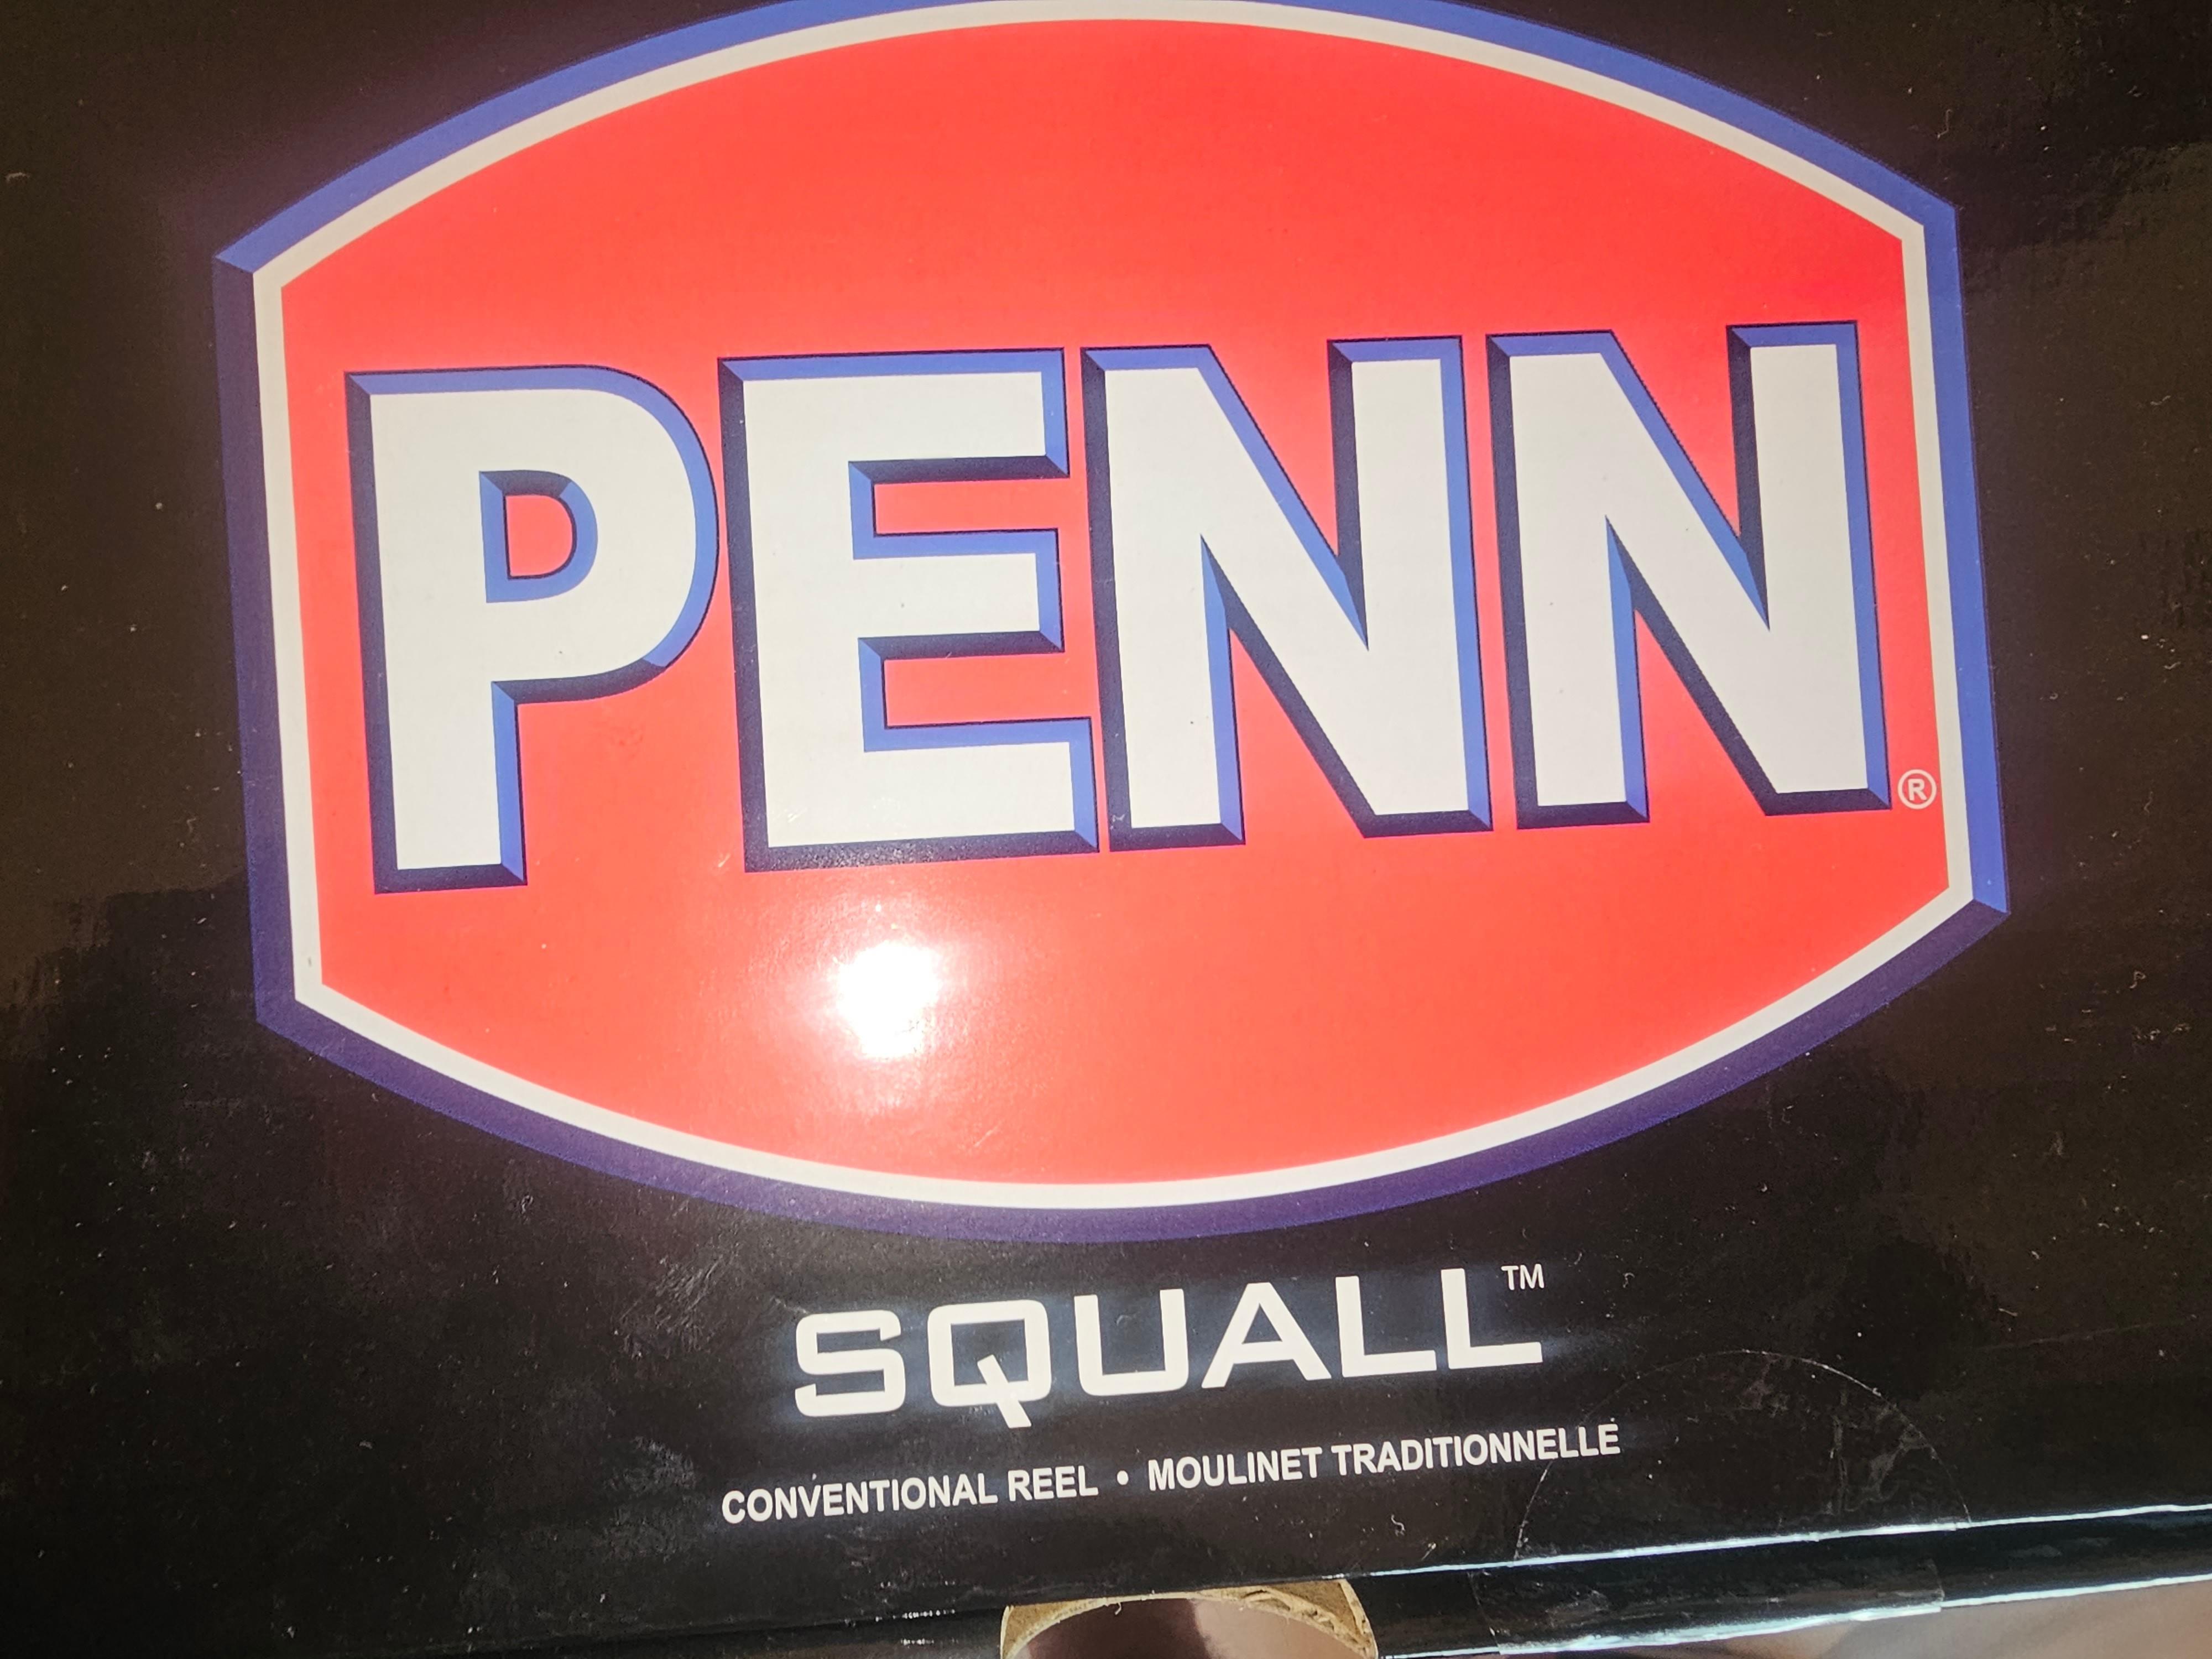 PENN®
SQUALL™
CONVENTIONAL REEL • MOULINET TRADITIONNELLE